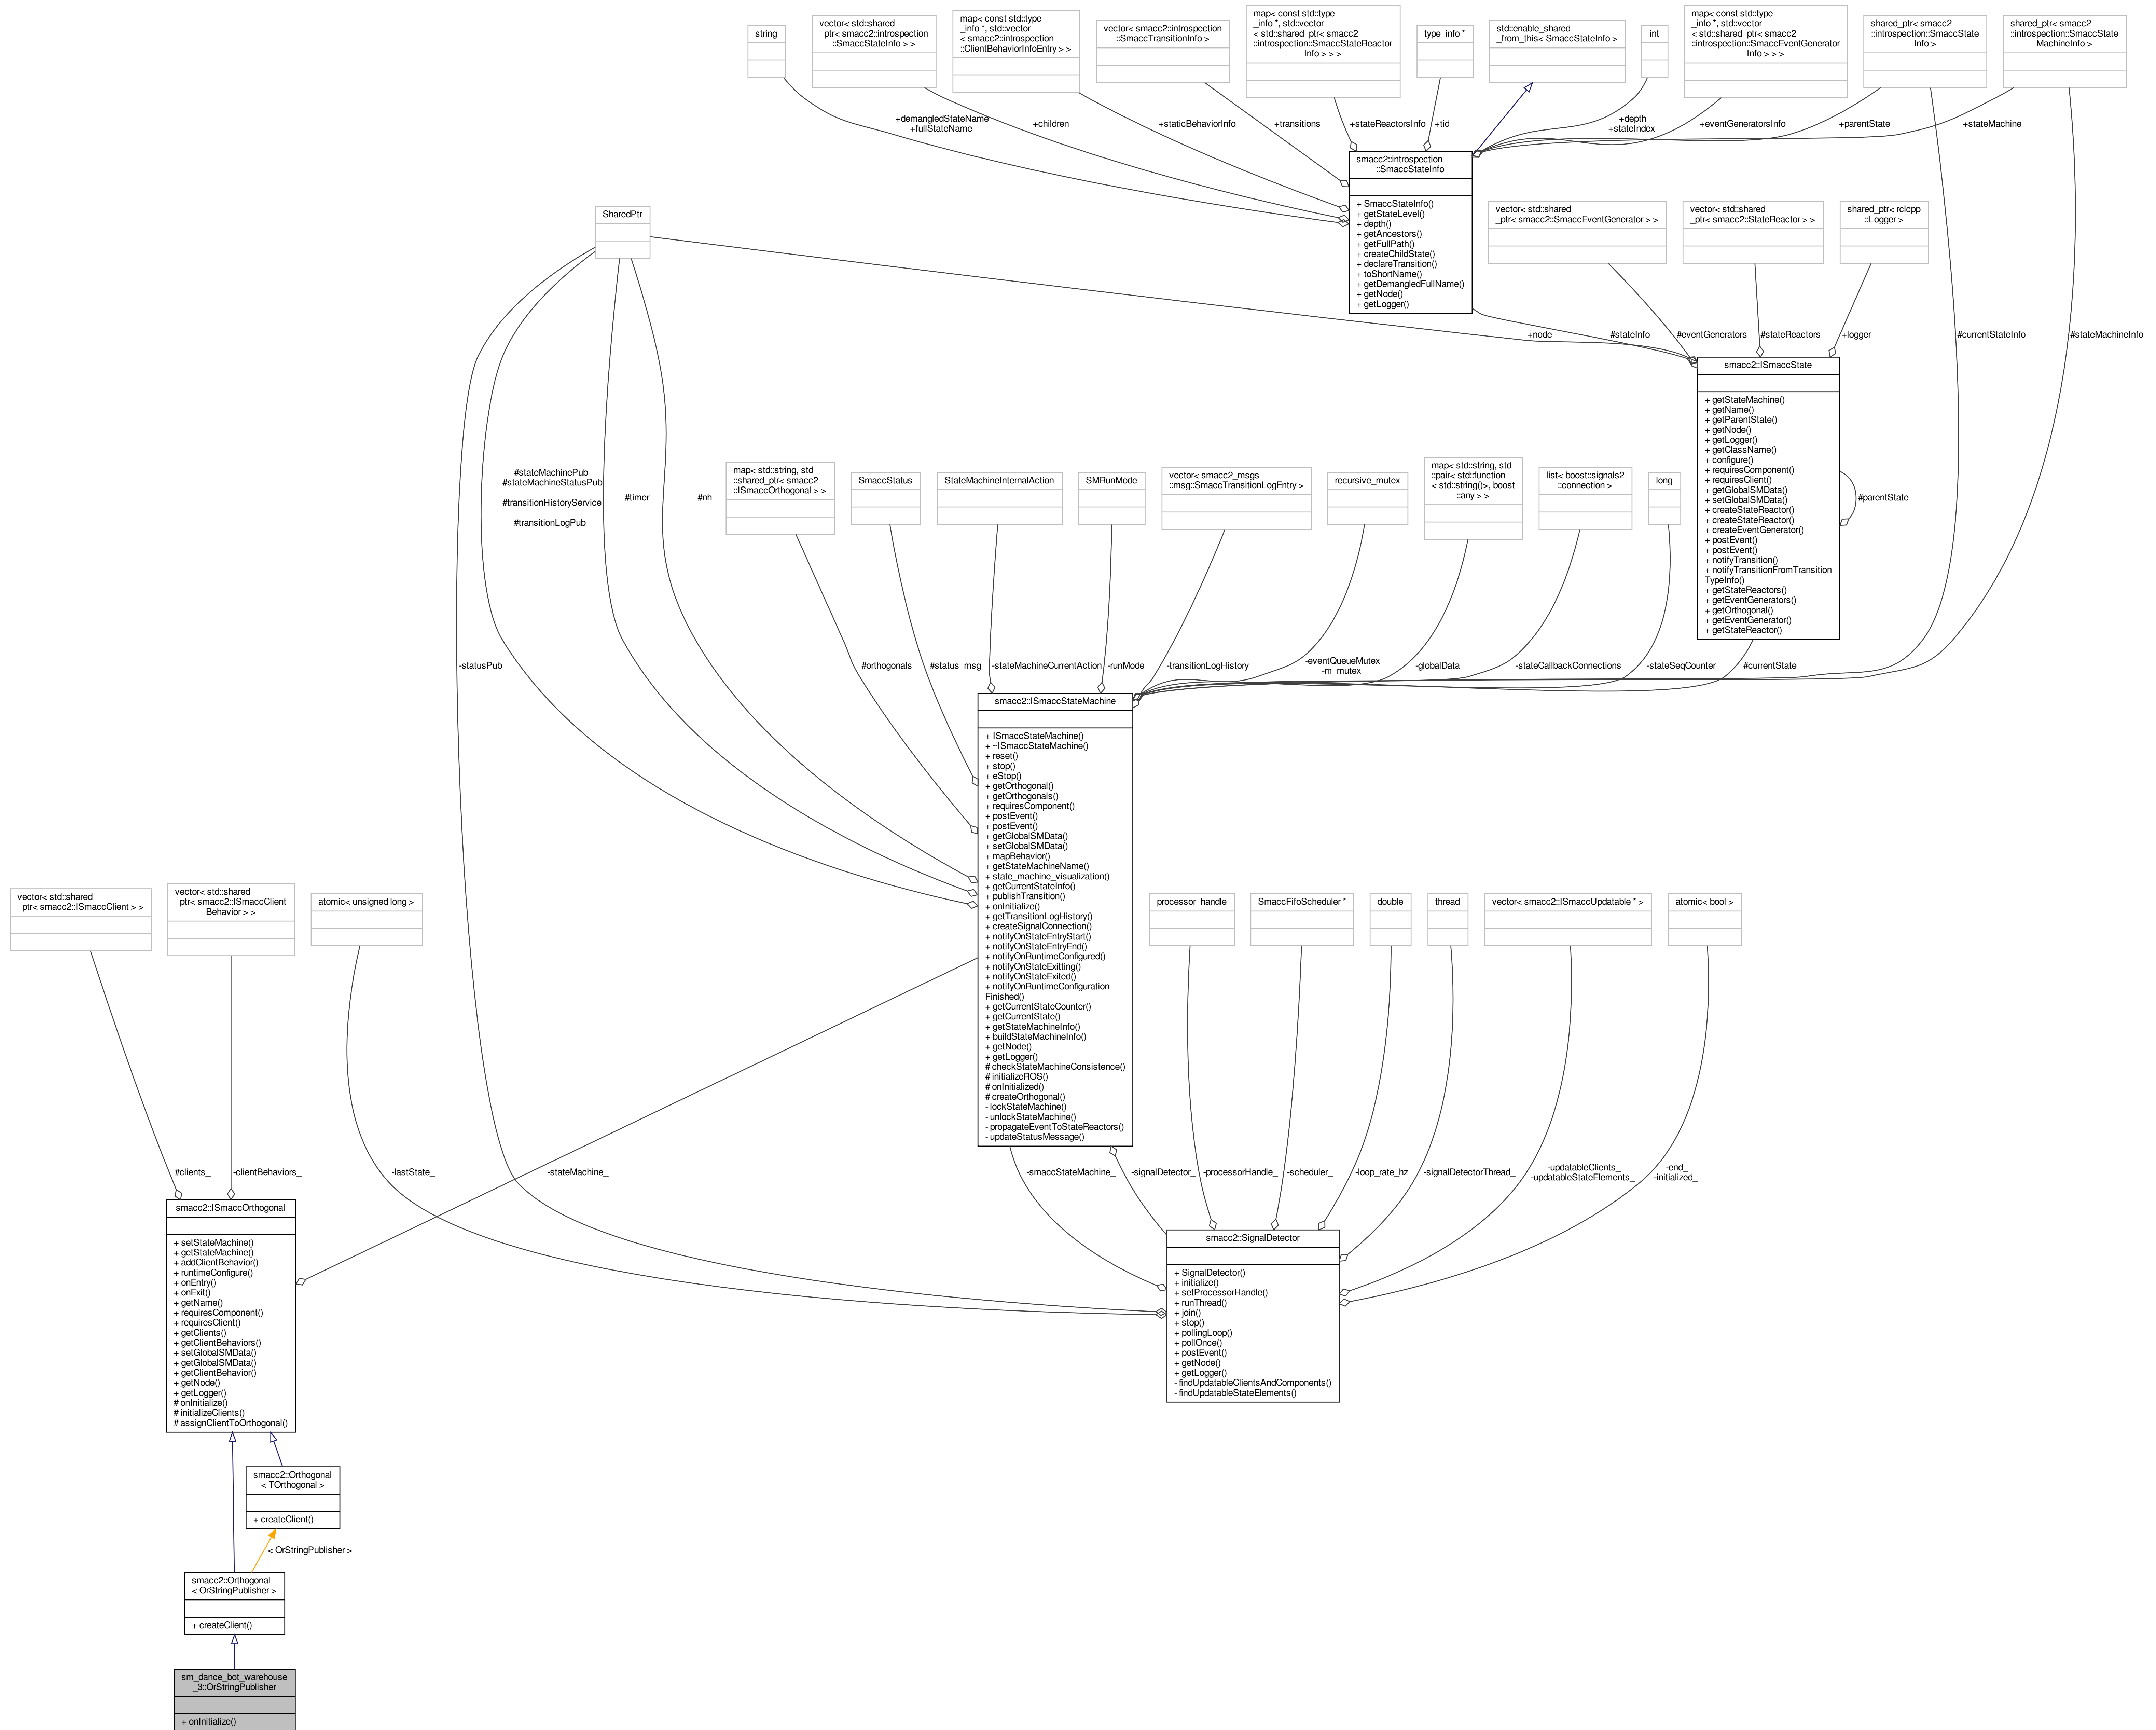 string
vector< std::shared
_ptr< smacc2::introspection
::SmaccStateInfo > >
map< const std::type
_info *, std::vector
< smacc2::introspection
::ClientBehaviorInfoEntry > >
vector< smacc2::introspection
::SmaccTransitionInfo >
map< const std::type
_info *, std::vector
< std::shared_ptr< smacc2
::introspection::SmaccStateReactor
Info > > >
type_info *
std::enable_shared
_from_this< SmaccStateInfo >
int
map< const std::type
_info *, std::vector
< std::shared_ptr< smacc2
::introspection::SmaccEventGenerator
Info > > >
shared_ptr< smacc2
::introspection::SmaccState
Info >
shared_ptr< smacc2
::introspection::SmaccState
MachineInfo >
+demangledStateName
+fullStateName
+children_
+staticBehaviorInfo
+transitions_
+stateReactorsInfo
+tid_
+depth_
+stateIndex_
+eventGeneratorsInfo
+parentState_
+stateMachine_
smacc2::introspection
::SmaccStateInfo
+ SmaccStateInfo()
+ getStateLevel()
+ depth()
+ getAncestors()
+ getFullPath()
+ createChildState()
+ declareTransition()
+ toShortName()
+ getDemangledFullName()
+ getNode()
+ getLogger()
SharedPtr
vector< std::shared
_ptr< smacc2::SmaccEventGenerator > >
vector< std::shared
_ptr< smacc2::StateReactor > >
shared_ptr< rclcpp
::Logger >
+node_
#stateInfo_
#eventGenerators_
#stateReactors_
+logger_
#currentStateInfo_
#stateMachineInfo_
smacc2::ISmaccState
+ getStateMachine()
+ getName()
+ getParentState()
+ getNode()
+ getLogger()
+ getClassName()
+ configure()
+ requiresComponent()
+ requiresClient()
+ getGlobalSMData()
+ setGlobalSMData()
+ createStateReactor()
+ createStateReactor()
+ createEventGenerator()
+ postEvent()
+ postEvent()
+ notifyTransition()
+ notifyTransitionFromTransition
TypeInfo()
+ getStateReactors()
+ getEventGenerators()
+ getOrthogonal()
+ getEventGenerator()
+ getStateReactor()
#parentState_
#stateMachinePub_
#stateMachineStatusPub
_
#transitionHistoryService
_
#transitionLogPub_
#timer_
#nh_
map< std::string, std
::shared_ptr< smacc2
::ISmaccOrthogonal > >
SmaccStatus
StateMachineInternalAction
SMRunMode
vector< smacc2_msgs
::msg::SmaccTransitionLogEntry >
recursive_mutex
map< std::string, std
::pair< std::function
< std::string()>, boost
::any > >
list< boost::signals2
::connection >
long
-statusPub_
#orthogonals_
#status_msg_
-stateMachineCurrentAction
-runMode_
-transitionLogHistory_
-eventQueueMutex_
-m_mutex_
-globalData_
-stateCallbackConnections
-stateSeqCounter_
#currentState_
smacc2::ISmaccStateMachine
+ ISmaccStateMachine()
+ ~ISmaccStateMachine()
+ reset()
+ stop()
+ eStop()
+ getOrthogonal()
+ getOrthogonals()
+ requiresComponent()
+ postEvent()
+ postEvent()
+ getGlobalSMData()
+ setGlobalSMData()
+ mapBehavior()
+ getStateMachineName()
+ state_machine_visualization()
+ getCurrentStateInfo()
+ publishTransition()
+ onInitialize()
+ getTransitionLogHistory()
+ createSignalConnection()
+ notifyOnStateEntryStart()
+ notifyOnStateEntryEnd()
+ notifyOnRuntimeConfigured()
+ notifyOnStateExitting()
+ notifyOnStateExited()
+ notifyOnRuntimeConfiguration
Finished()
+ getCurrentStateCounter()
+ getCurrentState()
+ getStateMachineInfo()
+ buildStateMachineInfo()
+ getNode()
+ getLogger()
# checkStateMachineConsistence()
# initializeROS()
# onInitialized()
# createOrthogonal()
- lockStateMachine()
- unlockStateMachine()
- propagateEventToStateReactors()
- updateStatusMessage()
vector< std::shared
_ptr< smacc2::ISmaccClient > >
vector< std::shared
_ptr< smacc2::ISmaccClient
Behavior > >
atomic< unsigned long >
processor_handle
SmaccFifoScheduler *
double
thread
vector< smacc2::ISmaccUpdatable * >
atomic< bool >
#clients_
-clientBehaviors_
-lastState_
-stateMachine_
-smaccStateMachine_
-signalDetector_
-processorHandle_
-scheduler_
-loop_rate_hz
-signalDetectorThread_
-updatableClients_
-updatableStateElements_
-end_
-initialized_
smacc2::ISmaccOrthogonal
+ setStateMachine()
+ getStateMachine()
+ addClientBehavior()
+ runtimeConfigure()
+ onEntry()
+ onExit()
+ getName()
+ requiresComponent()
+ requiresClient()
+ getClients()
+ getClientBehaviors()
+ setGlobalSMData()
+ getGlobalSMData()
+ getClientBehavior()
+ getNode()
+ getLogger()
# onInitialize()
# initializeClients()
# assignClientToOrthogonal()
smacc2::SignalDetector
+ SignalDetector()
+ initialize()
+ setProcessorHandle()
+ runThread()
+ join()
+ stop()
+ pollingLoop()
+ pollOnce()
+ postEvent()
+ getNode()
+ getLogger()
- findUpdatableClientsAndComponents()
- findUpdatableStateElements()
smacc2::Orthogonal
< TOrthogonal >
+ createClient()
< OrStringPublisher >
smacc2::Orthogonal
< OrStringPublisher >
+ createClient()
sm_dance_bot_warehouse
_3::OrStringPublisher
+ onInitialize()